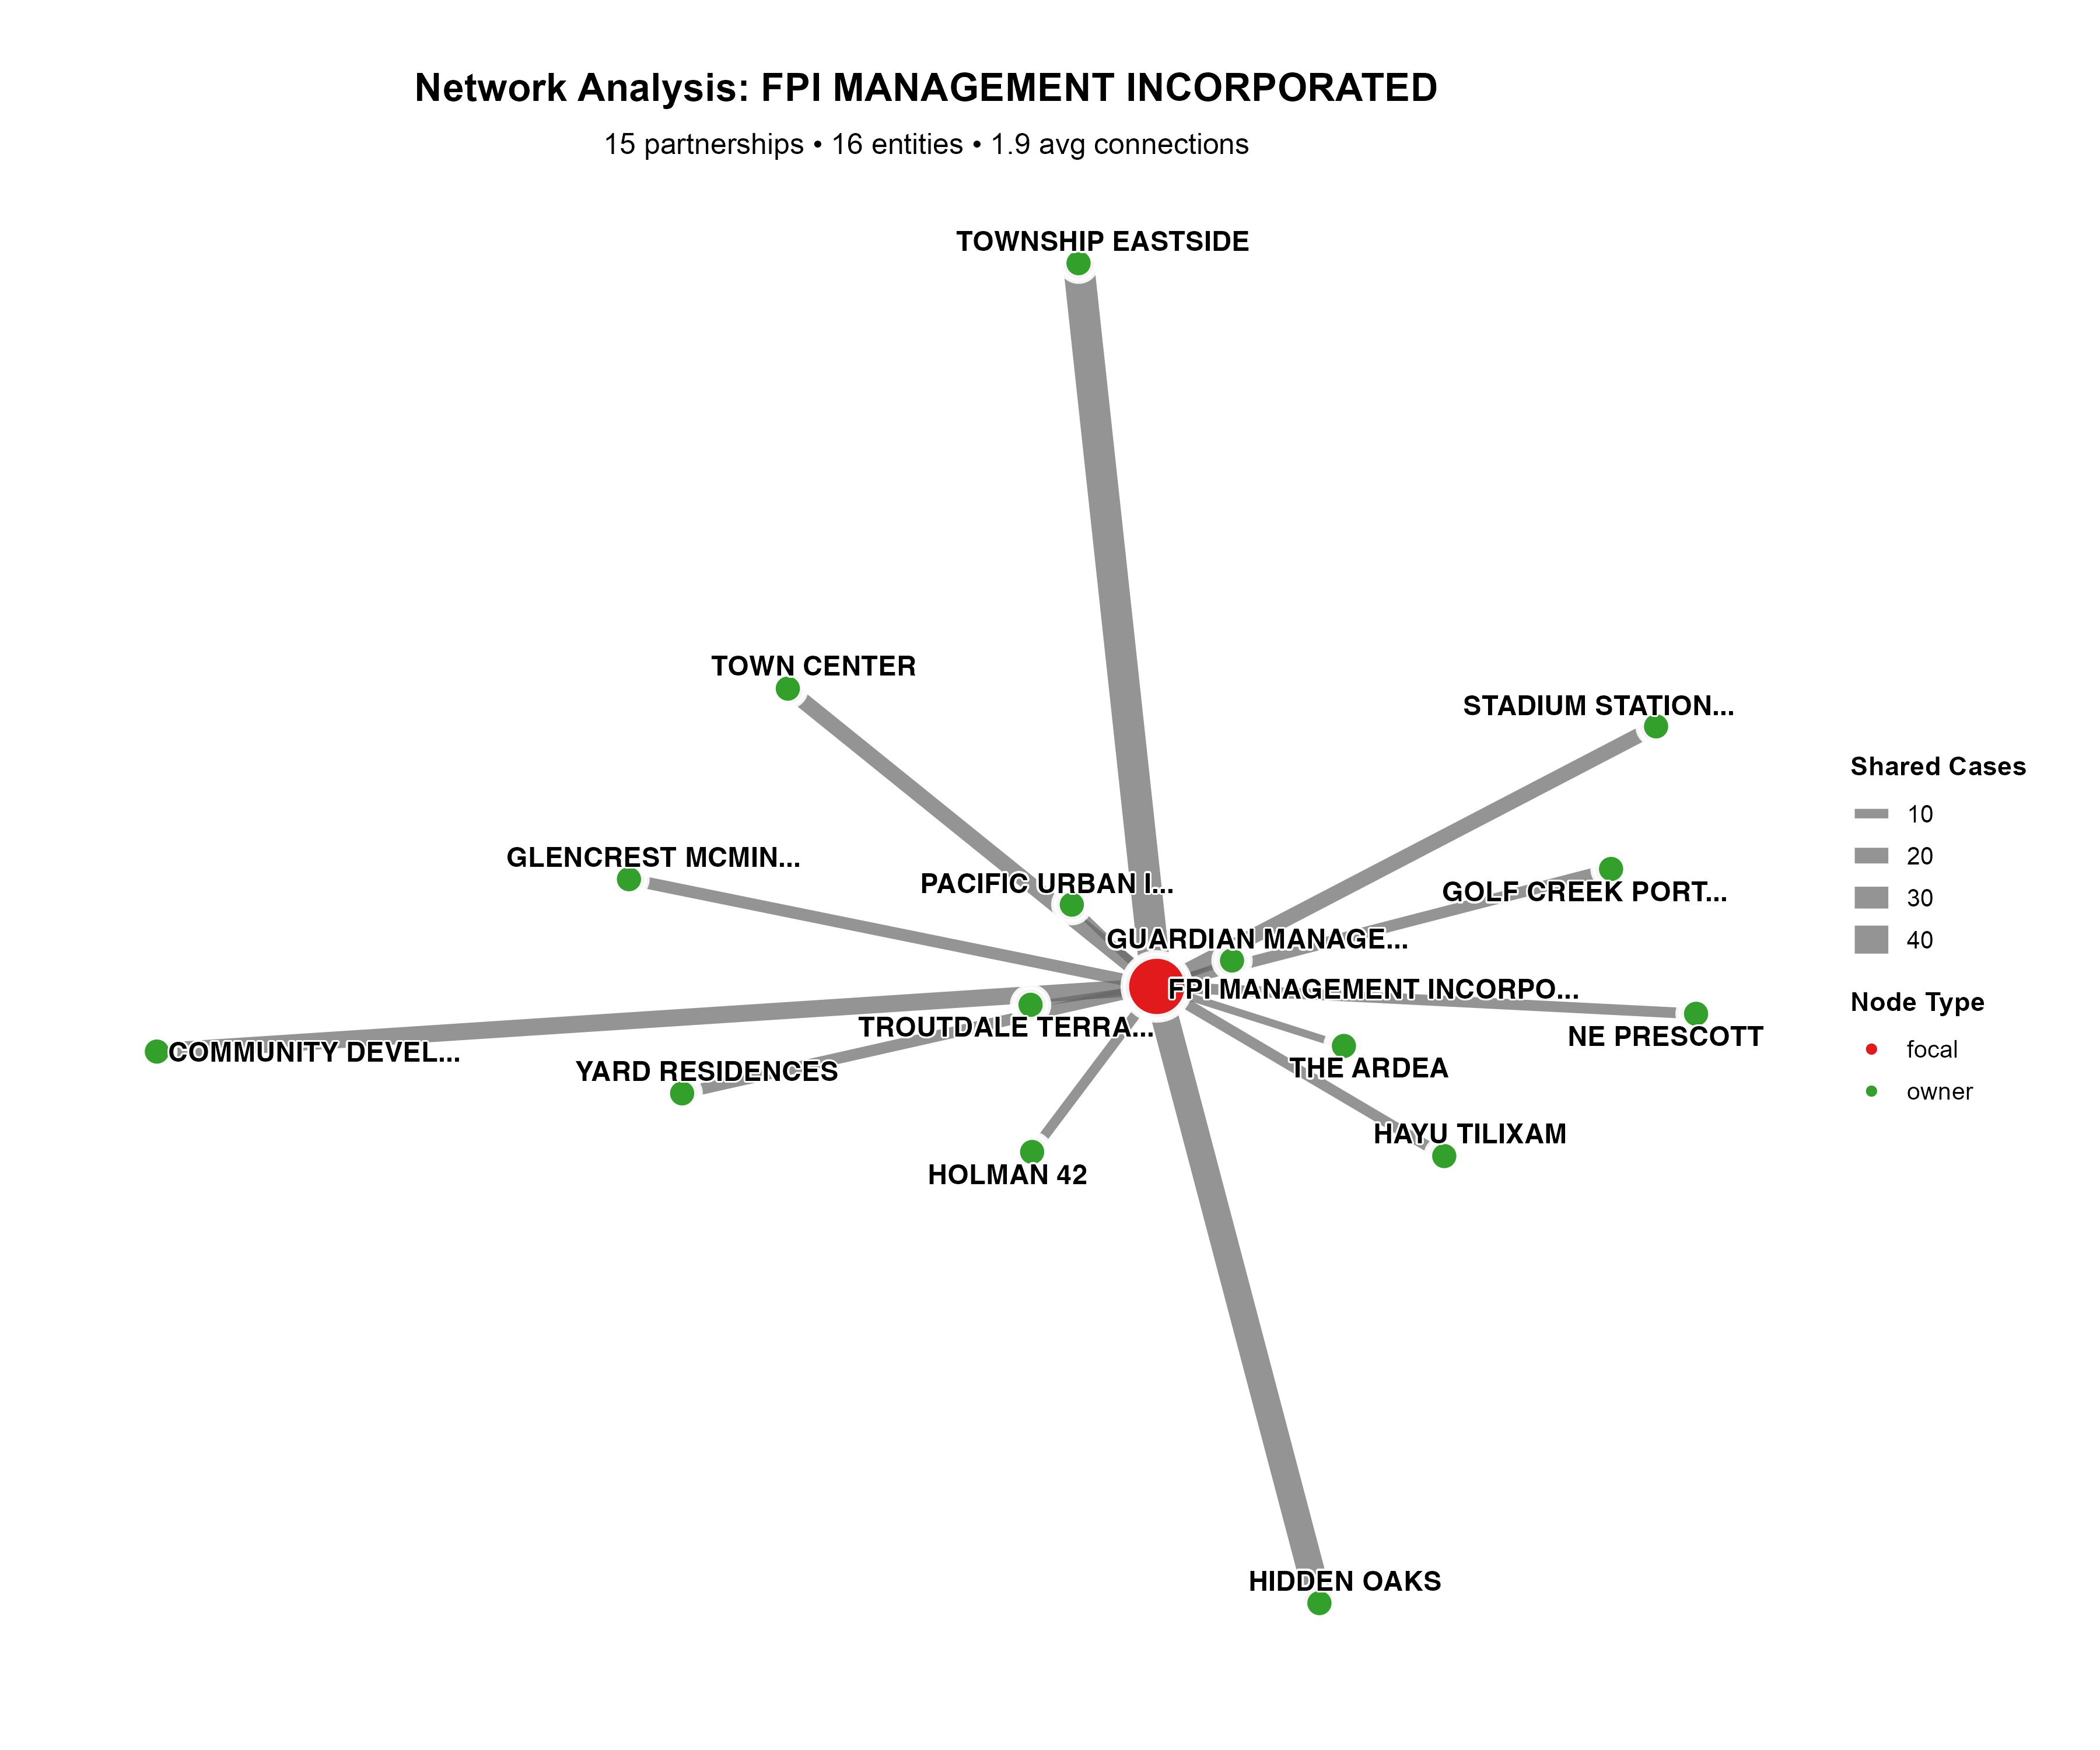 Network Analysis: FPI MANAGEMENT INCORPORATED
15 partnerships • 16 entities • 1.9 avg connections
TOWNSHIP EASTSIDE
TOWN CENTER
STADIUM STATION...
GLENCREST MCMIN...
PACIFIC URBAN I...
GOLF CREEK PORT...
GUARDIAN MANAGE...
FPI MANAGEMENT INCORPO...
TROUTDALE TERRA...
NE PRESCOTT
COMMUNITY DEVEL...
YARD RESIDENCES
THE ARDEA
HAYU TILIXAM
HOLMAN 42
HIDDEN OAKS
Shared Cases
10
20
30
40
Node Type
focal
owner